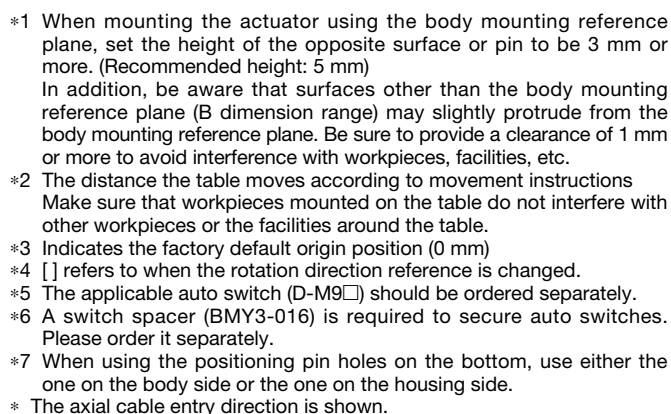 *1 When mounting the actuator using the body mounting reference
plane, set the height of the opposite surface or pin to be 3 mm or
more. (Recommended height: 5 mm)
In addition, be aware that surfaces other than the body mounting
reference plane (B dimension range) may slightly protrude from the
body mounting reference plane. Be sure to provide a clearance of 1 mm
or more to avoid interference with workpieces, facilities, etc.
*2 The distance the table moves according to movement instructions
Make sure that workpieces mounted on the table do not interfere with
other workpieces or the facilities around the table.
*3 Indicates the factory default origin position (0 mm)
*4 [ ] refers to when the rotation direction reference is changed.
*5 The applicable auto switch (D-M9□) should be ordered separately.
*6 A switch spacer (BMY3-016) is required to secure auto switches.
Please order it separately.
*7 When using the positioning pin holes on the bottom, use either the
one on the body side or the one on the housing side.
* The axial cable entry direction is shown.